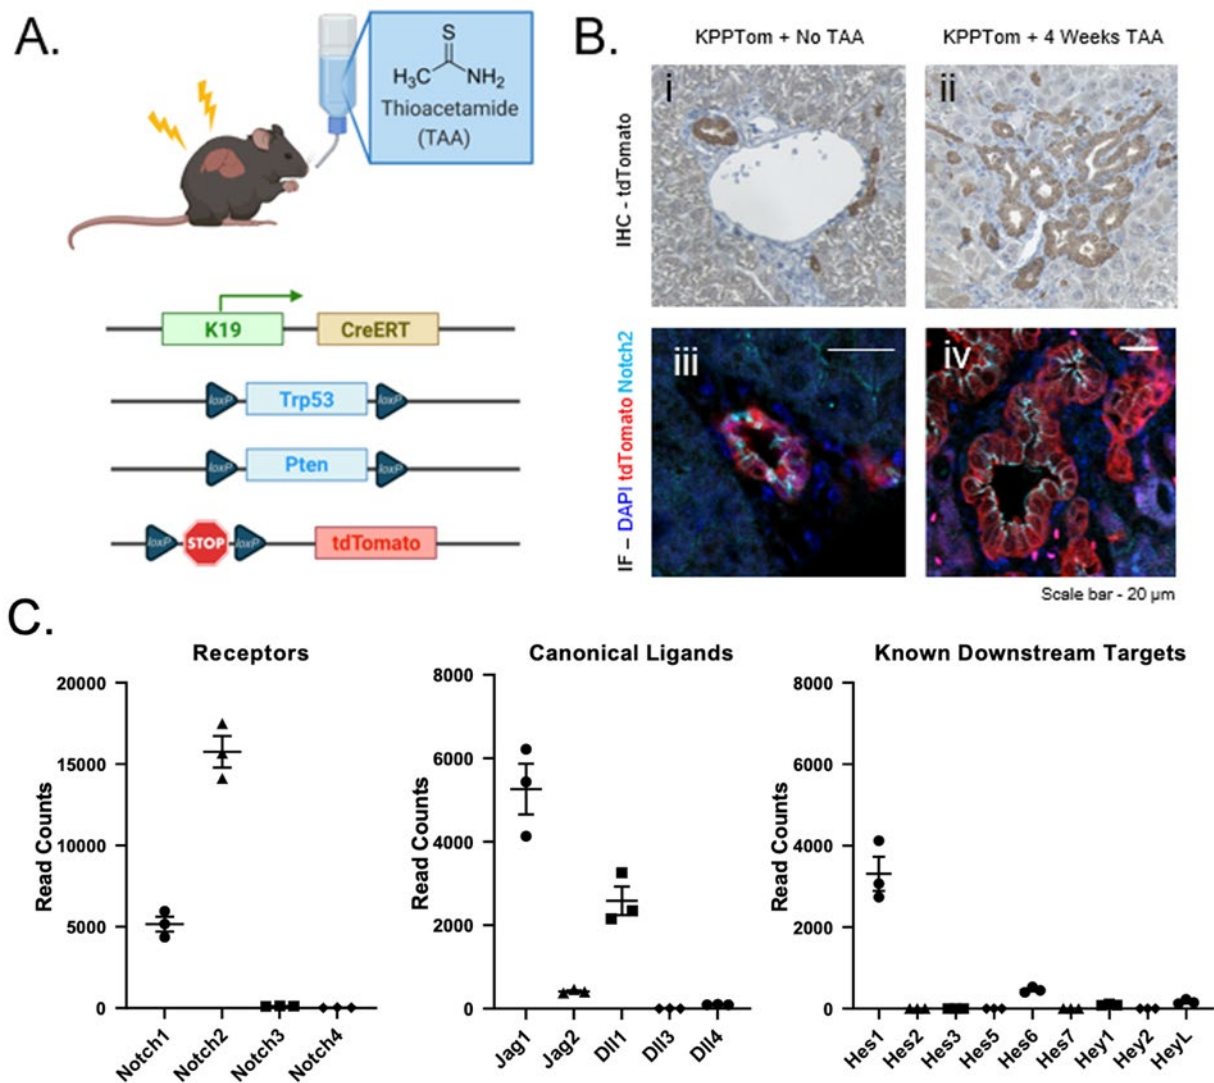 A.
S
H₃C
NH₂
Thioacetamide
(TAA)
K19
CreERT
loxP
Trp53
loxP
loxP
Pten
loxP
loxP
STOP
loxP
tdTomato
B.
KPPTom + No TAA
KPPTom + 4 Weeks TAA
IHC - tdTomato
i
ii
IF – DAPI tdTomato Notch2
iii
iv
Scale bar - 20 µm
C.
Receptors
Read Counts
20000
15000
10000
5000
0
Notch1
Notch2
Notch3
Notch4
Canonical Ligands
Read Counts
8000
6000
4000
2000
0
Jag1
Jag2
Dll1
Dll3
Dll4
Known Downstream Targets
Read Counts
8000
6000
4000
2000
0
Hes1
Hes2
Hes3
Hes5
Hes6
Hes7
Hey1
Hey2
HeyL